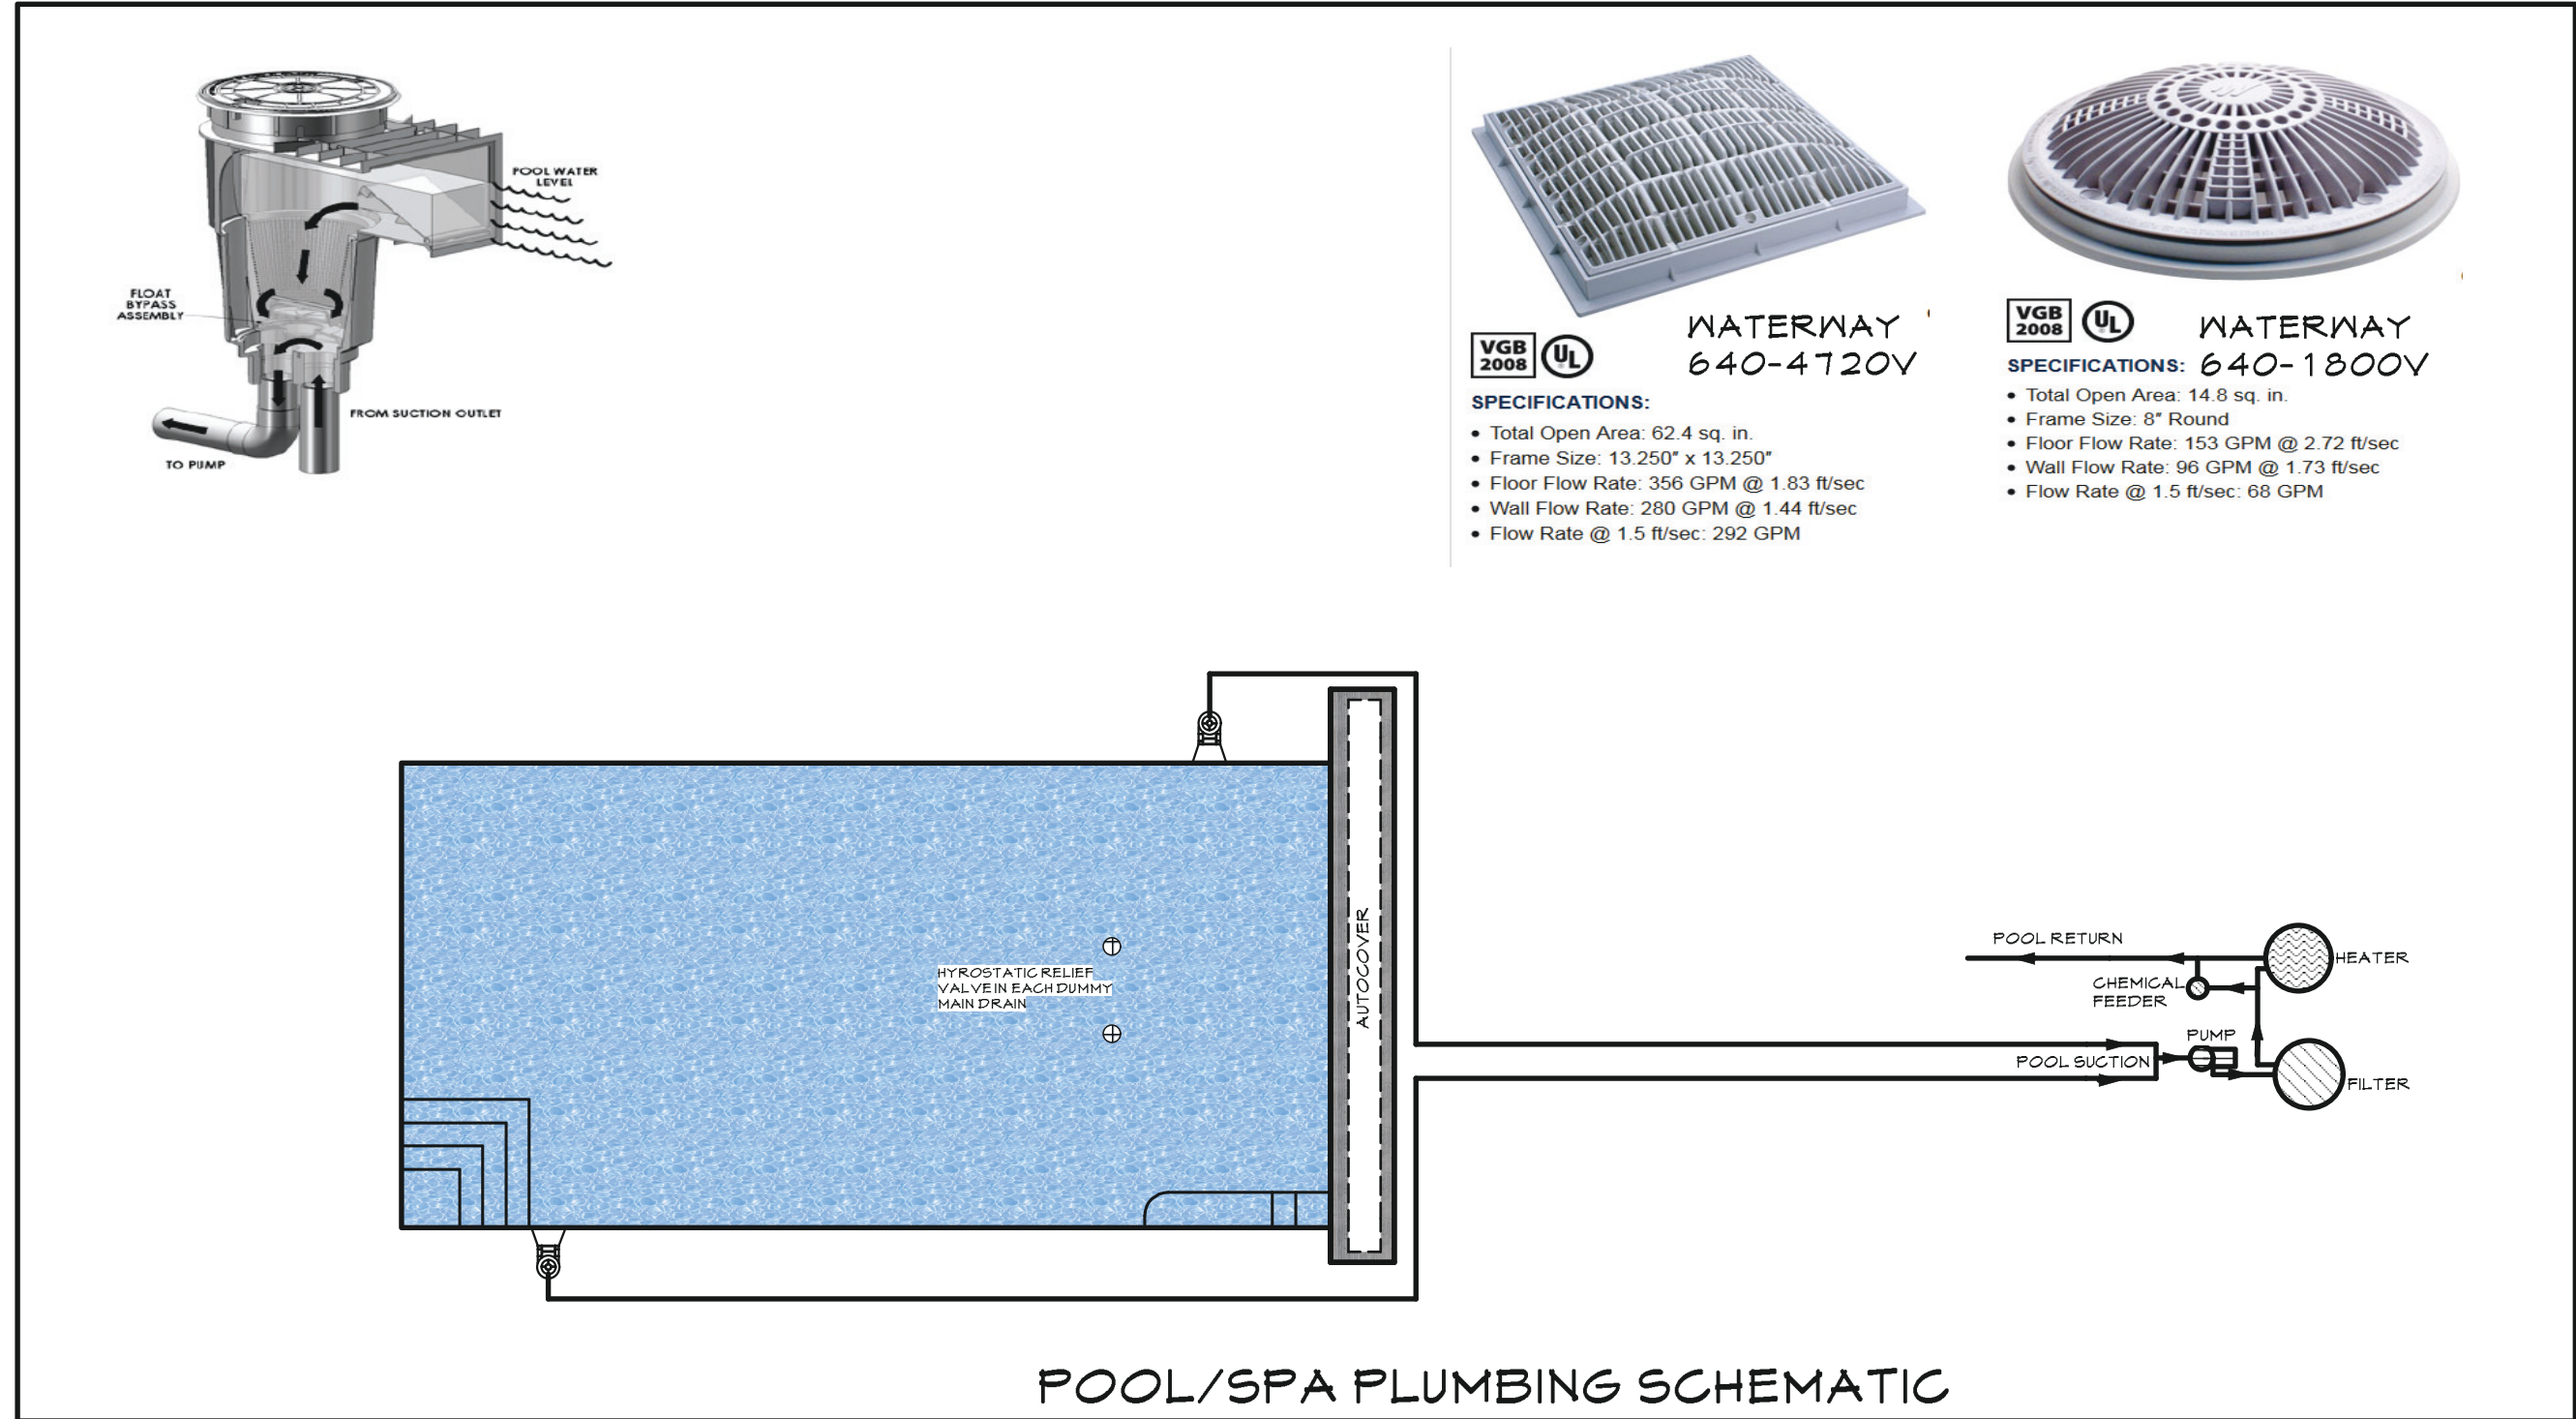 POOL WATER
LEVEL
FLOAT
BYPASS
ASSEMBLY
FROM SUCTION OUTLET
TO PUMP
VGB
2008
UL
WATERWAY
640-4720V
SPECIFICATIONS:
• Total Open Area: 62.4 sq. in.
• Frame Size: 13.250" x 13.250"
• Floor Flow Rate: 356 GPM @ 1.83 ft/sec
• Wall Flow Rate: 280 GPM @ 1.44 ft/sec
• Flow Rate @ 1.5 ft/sec: 292 GPM
VGB
2008
UL
WATERWAY
SPECIFICATIONS: 640-1800V
• Total Open Area: 14.8 sq. in.
• Frame Size: 8" Round
• Floor Flow Rate: 153 GPM @ 2.72 ft/sec
• Wall Flow Rate: 96 GPM @ 1.73 ft/sec
• Flow Rate @ 1.5 ft/sec: 68 GPM
HYROSTATIC RELIEF
VALVE IN EACH DUMMY
MAIN DRAIN
AUTOCOVER
POOL RETURN
HEATER
CHEMICAL
FEEDER
PUMP
POOL SUCTION
FILTER
POOL/SPA PLUMBING SCHEMATIC